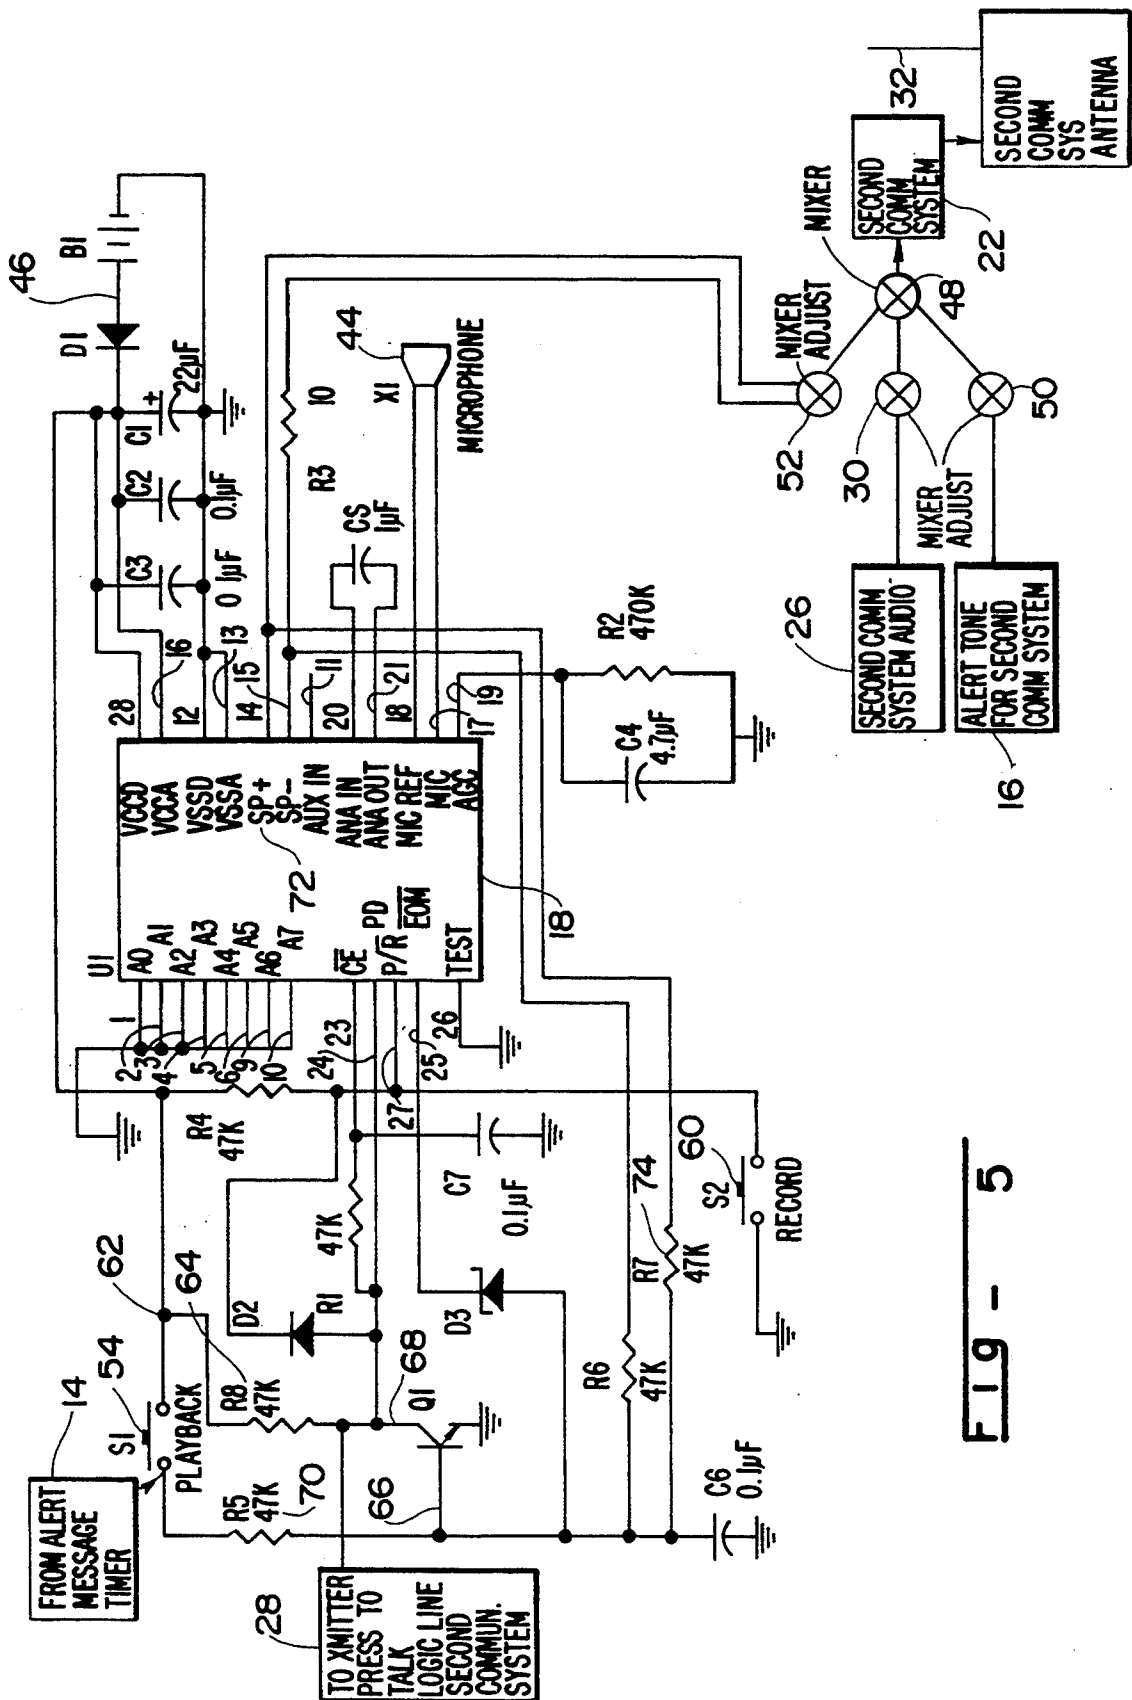 FROM ALERT
MESSAGE
TIMER
14
S1
54
PLAYBACK
62
64
R5
47K
70
R8
47K
66
68
Q1
TO XMITTER
PRESS TO
TALK
LOGIC LINE
SECOND
COMMUN.
SYSTEM
28
D2
R1
47K
D3
C7
0.1µF
C6
0.1µF
R6
47K
R7
47K
74
S2
60
RECORD
R4
47K
1
2
3
4
5
6
9
10
24
23
27
25
26
U1
A0
A1
A2
A3
A4
A5
A6
A7
CE
PD
P/R
EOM
TEST
18
72
VCCD
VCCA
VSSD
VSSA
SP+
SP-
AUX IN
ANA IN
ANA OUT
MIC REF
MIC
AGC
28
16
12
13
15
14
11
20
21
18
17
19
C3
0.1µF
C2
0.1µF
C1
+
22µF
D1
46
B1
R3
10
CS
1µF
X1
44
MICROPHONE
C4
4.7µF
R2
470K
52
MIXER
ADJUST
MIXER
48
30
50
MIXER
ADJUST
26
SECOND COMM
SYSTEM AUDIO
16
ALERT TONE
FOR SECOND
COMM SYSTEM
SECOND
COMM
SYSTEM
22
32
SECOND
COMM
SYS
ANTENNA
Fig - 5